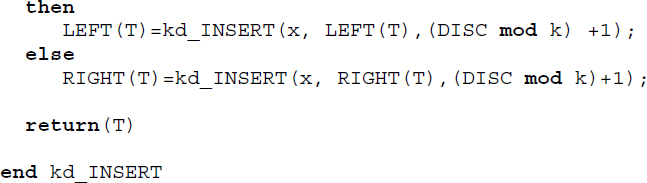 then
LEFT(T)=kd_INSERT(x, LEFT(T),(DISC mod k) +1);
else
RIGHT(T)=kd_INSERT(x, RIGHT(T),(DISC mod k)+1);
return(T)
end kd_INSERT